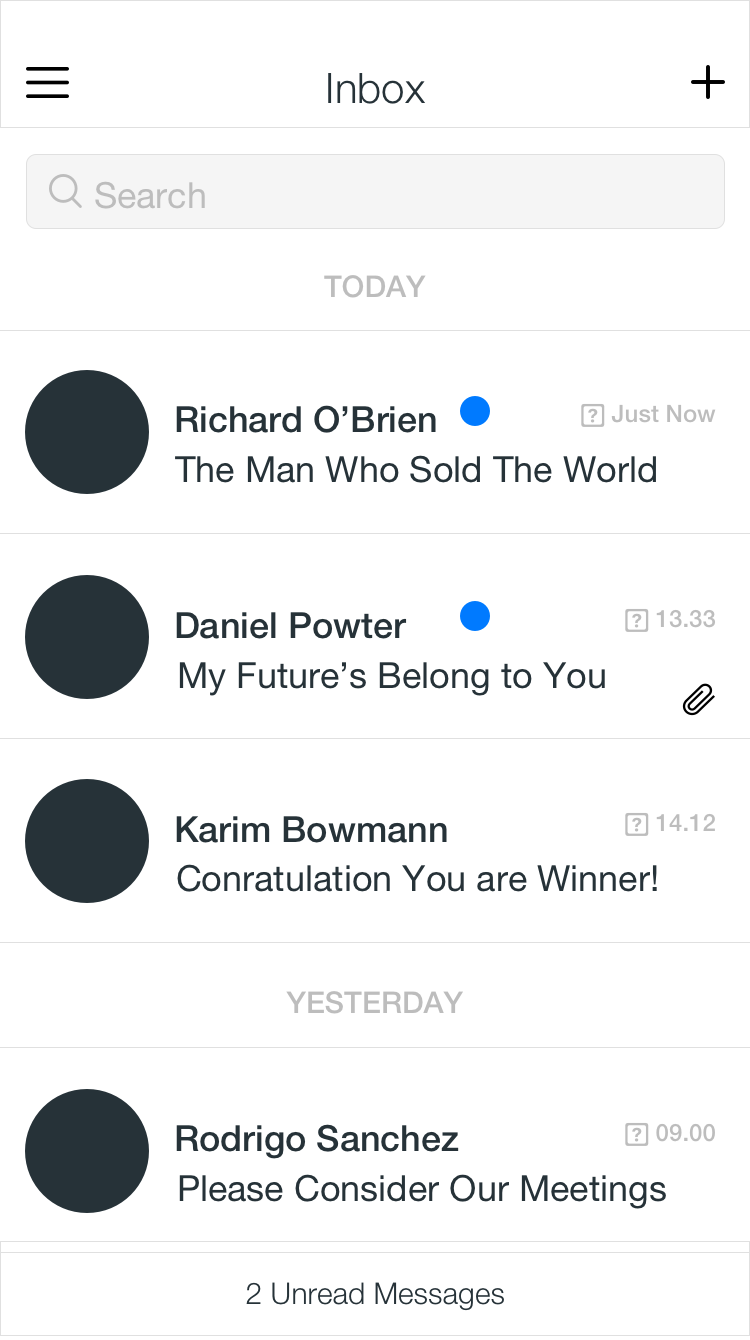 Inbox
Search
TODAY
Richard O’Brien
Just Now
The Man Who Sold The World
Daniel Powter
13.33
My Future’s Belong to You
Karim Bowmann
14.12
Conratulation You are Winner!
YESTERDAY
Rodrigo Sanchez
09.00
Please Consider Our Meetings
2 Unread Messages